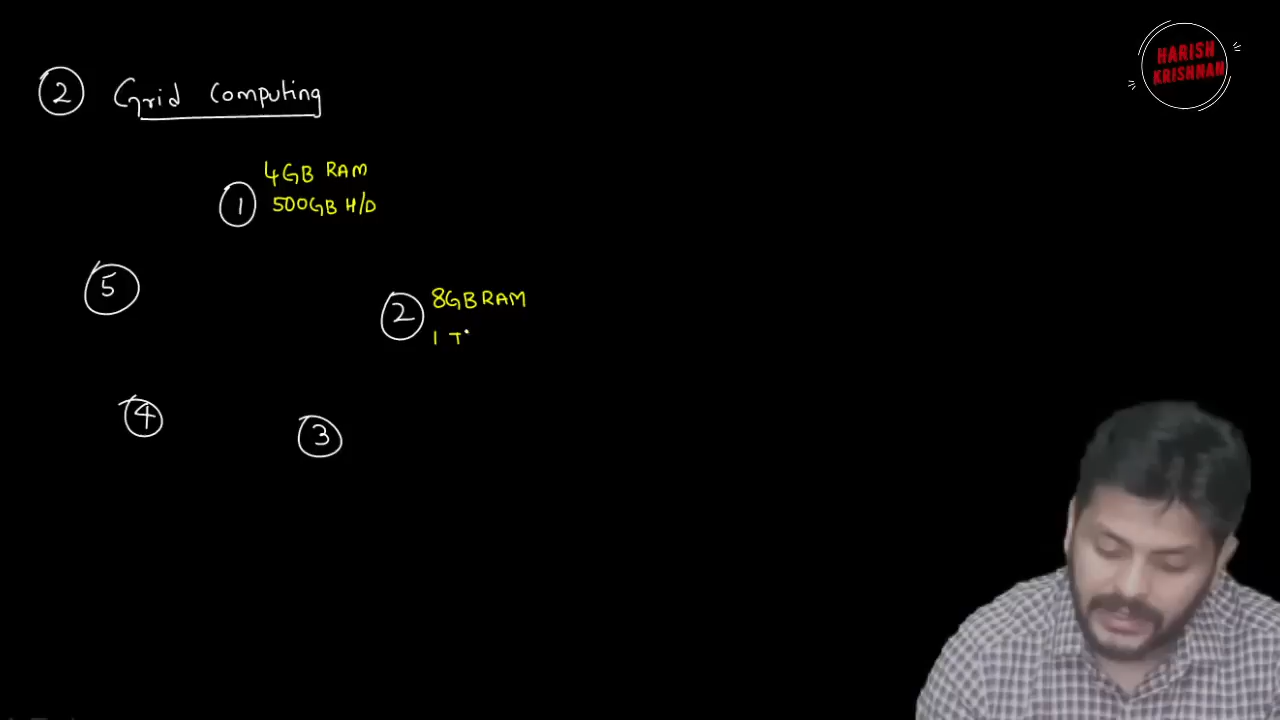 HARISH
KRISHNAN
2 Grid Computing
4GB RAM
1 500GB H/D
5
2 8GB RAM
1 T
4
3